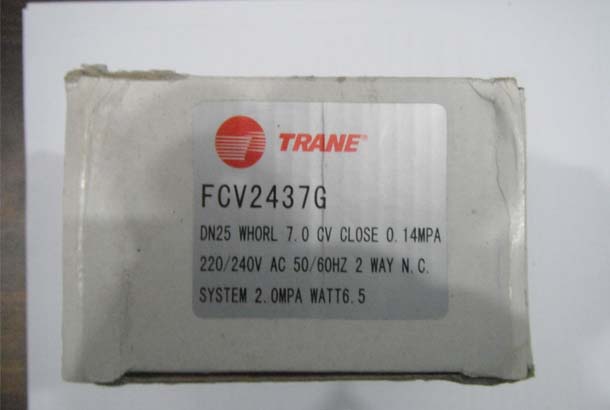 TRANE®
FCV2437G
DN25 WHORL 7.0 CV CLOSE 0.14MPA
220/240V AC 50/60HZ 2 WAY N.C.
SYSTEM 2.0MPA WATT6.5